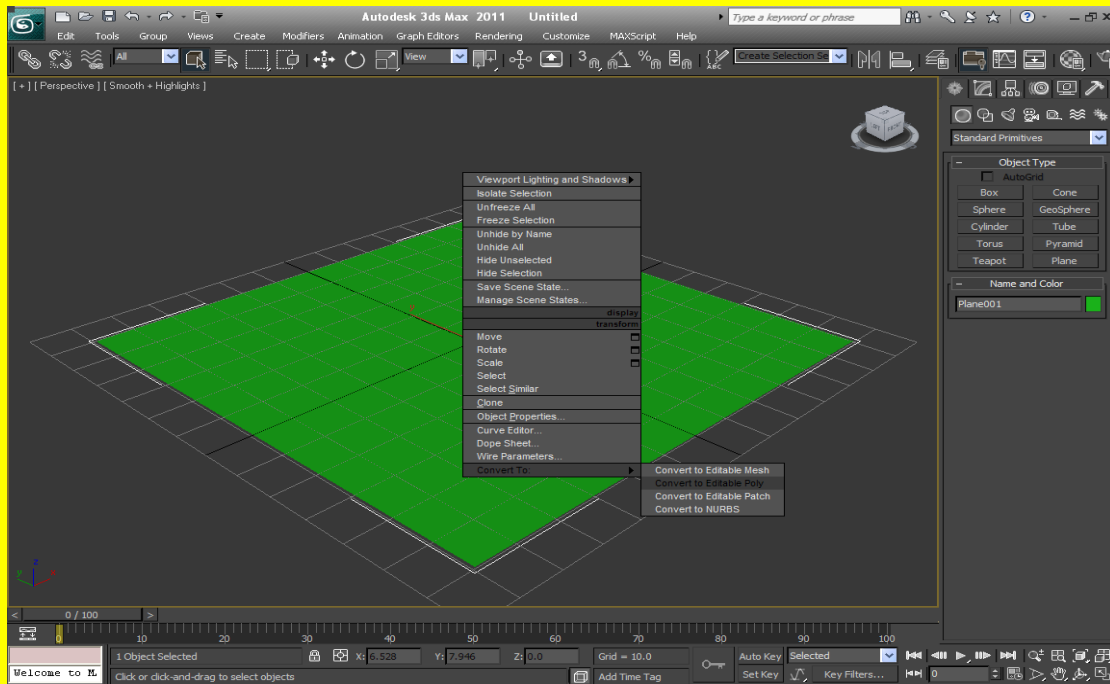 Autodesk 3ds Max 2011 Untitled
Type a keyword or phrase
Edit Tools Group Views Create Modifiers Animation Graph Editors Rendering Customize MAXScript Help
All
View
Create Selection Se
[ + ] [ Perspective ] [ Smooth + Highlights ]
Standard Primitives
Object Type
AutoGrid
Box Cone
Sphere GeoSphere
Cylinder Tube
Torus Pyramid
Teapot Plane
Name and Color
Plane001
Viewport Lighting and Shadows
Isolate Selection
Unfreeze All
Freeze Selection
Unhide by Name
Unhide All
Hide Unselected
Hide Selection
Save Scene State...
Manage Scene States...
display
transform
Move
Rotate
Scale
Select
Select Similar
Clone
Object Properties...
Curve Editor...
Dope Sheet...
Wire Parameters...
Convert To:
Convert to Editable Mesh
Convert to Editable Poly
Convert to Editable Patch
Convert to NURBS
z
y x
< 0 / 100 >
0 10 20 30 40 50 60 70 80 90 100
1 Object Selected X: 6.528 Y: 7.946 Z: 0.0 Grid = 10.0 Auto Key Selected
Welcome to M Click or click-and-drag to select objects Add Time Tag Set Key Key Filters... 0